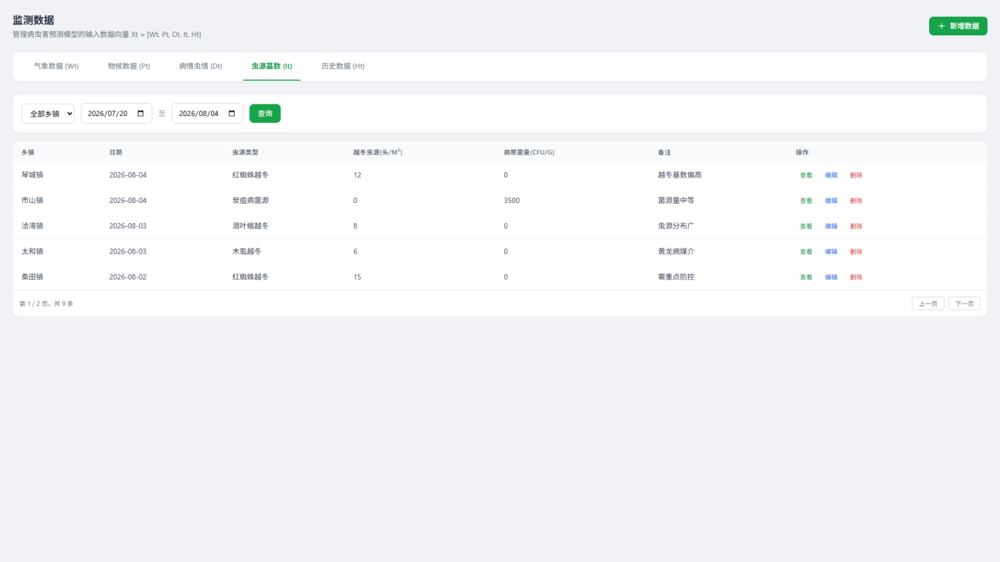 监测数据
管理病虫害预测模型的输入数据向量 Xt = [Wt, Pt, Dt, It, Ht]
+ 新增数据
气象数据 (Wt) 物候数据 (Pt) 病情虫情 (Dt) 虫源基数 (It) 历史数据 (Ht)
全部乡镇 2026/07/20 至 2026/08/04 查询
乡镇 日期 虫源类型 越冬虫源(头/M²) 病原菌量(CFU/G) 备注 操作
琴城镇 2026-08-04 红蜘蛛越冬 12 0 越冬基数偏高 查看 编辑 删除
市山镇 2026-08-04 炭疽病菌源 0 3500 菌源量中等 查看 编辑 删除
洽湾镇 2026-08-03 潜叶蛾越冬 8 0 虫源分布广 查看 编辑 删除
太和镇 2026-08-03 木虱越冬 6 0 黄龙病媒介 查看 编辑 删除
桑田镇 2026-08-02 红蜘蛛越冬 15 0 需重点防控 查看 编辑 删除
第 1 / 2 页，共 9 条 上一页 下一页